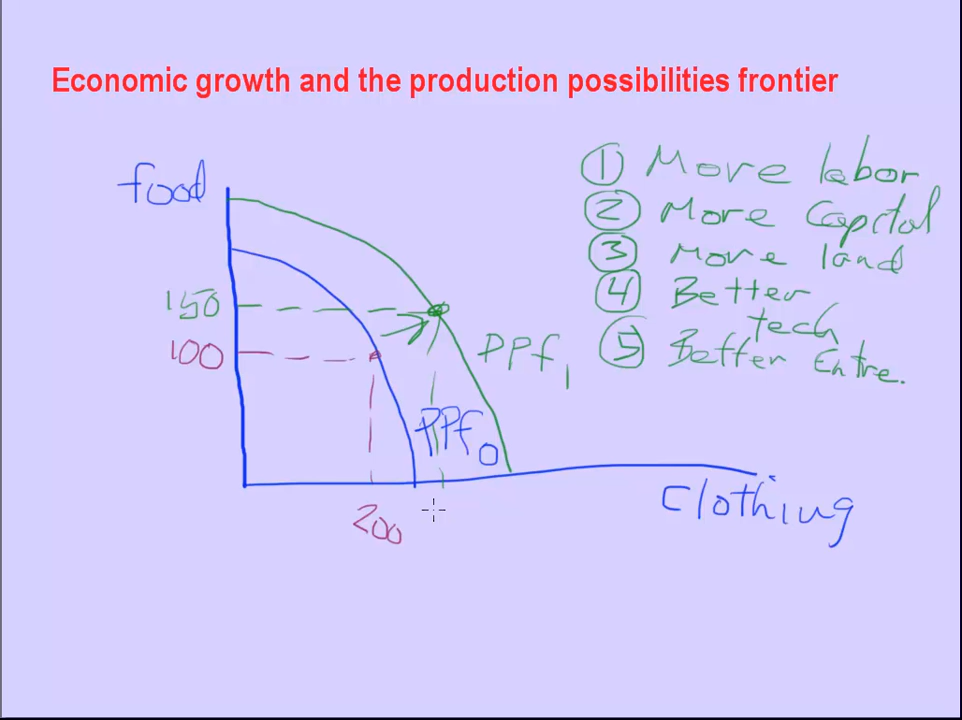 Economic growth and the production possibilities frontier
food
① More labor
② More Capital
③ More land
④ Better
tech
⑤ Better Entre.
150
100
PPf1
PPf0
200
Clothing